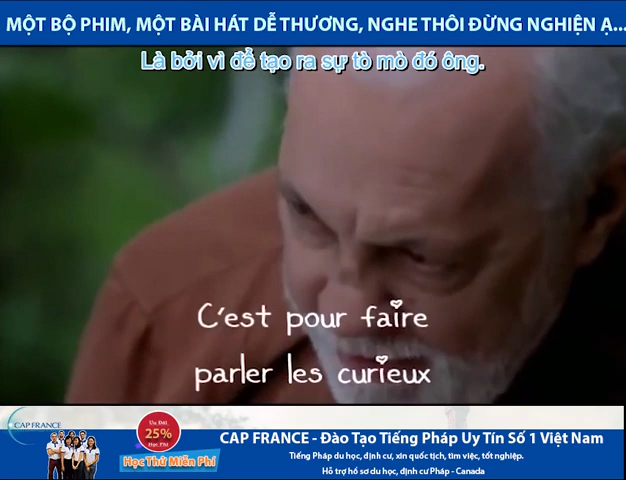 MỘT BỘ PHIM, MỘT BÀI HÁT DỄ THƯƠNG, NGHE THÔI ĐỪNG NGHIỆN Ạ...
Là bởi vì để tạo ra sự tò mò đó ông.
C'est pour faire
parler les curieux
CAP FRANCE
Ưu Đãi
25%
Học Phí
Học Thử Miễn Phí
CAP FRANCE - Đào Tạo Tiếng Pháp Uy Tín Số 1 Việt Nam
Tiếng Pháp du học, định cư, xin quốc tịch, tìm việc, tốt nghiệp.
Hỗ trợ hồ sơ du học, định cư Pháp - Canada